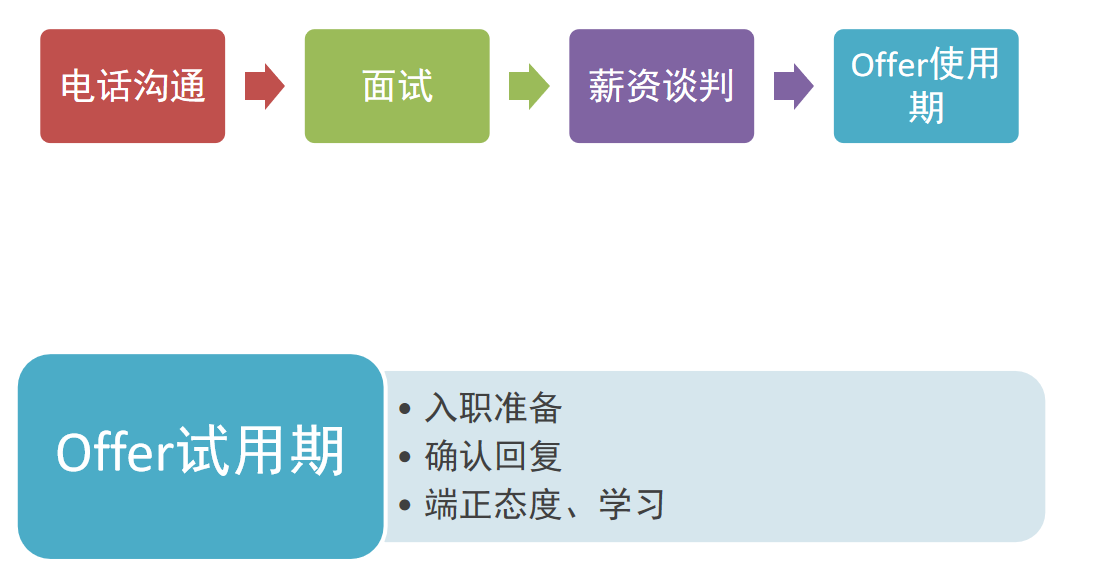 电话沟通
面试
薪资谈判
Offer使用
期
Offer试用期
• 入职准备
• 确认回复
• 端正态度、学习